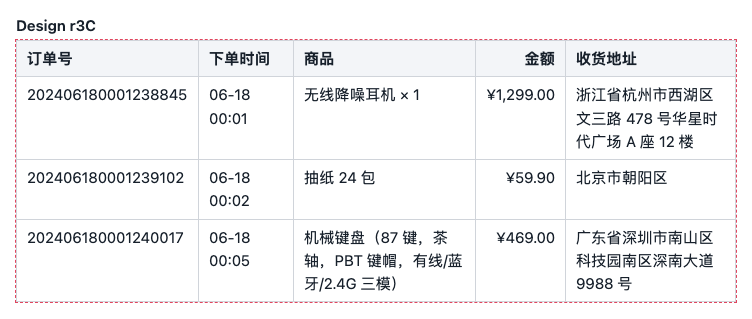 Design r3C
订单号 下单时间 商品 金额 收货地址
202406180001238845 06-18 00:01 无线降噪耳机 × 1 ¥1,299.00 浙江省杭州市西湖区
文三路 478 号华星时
代广场 A 座 12 楼
202406180001239102 06-18 00:02 抽纸 24 包 ¥59.90 北京市朝阳区
202406180001240017 06-18 00:05 机械键盘（87 键，茶
轴，PBT 键帽，有线/蓝
牙/2.4G 三模） ¥469.00 广东省深圳市南山区
科技园南区深南大道
9988 号